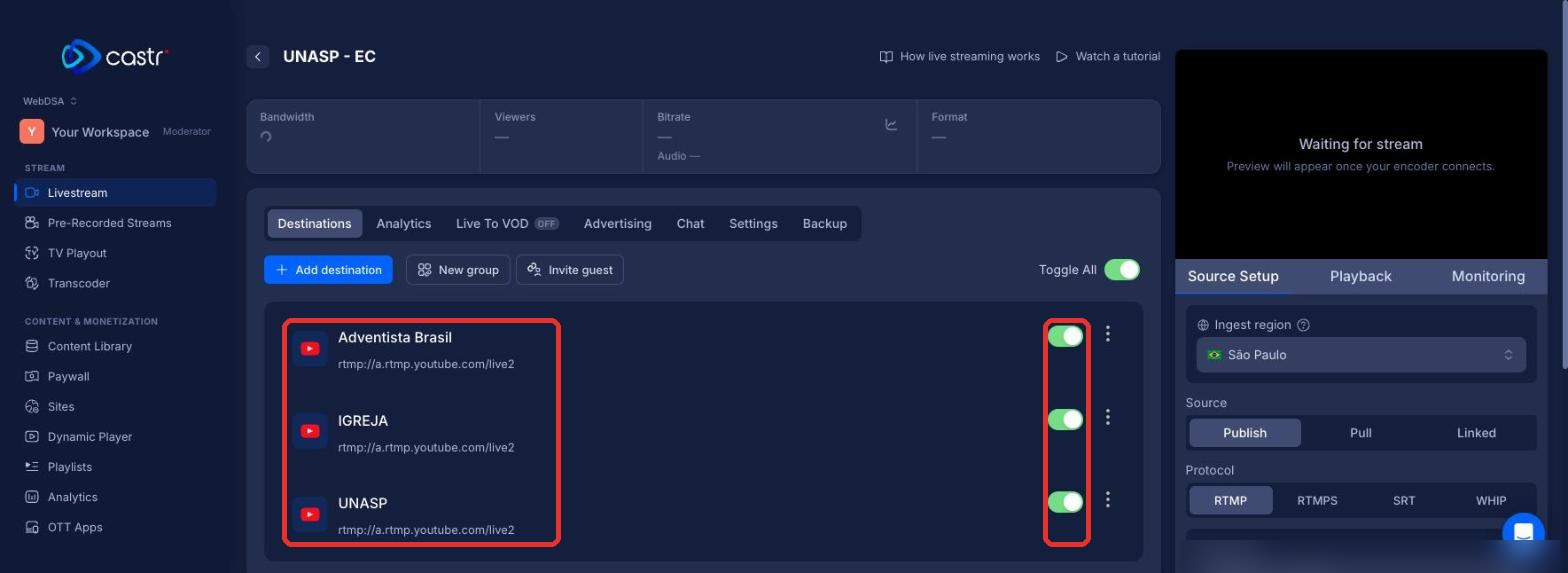 castr
WebDSA
Y Your Workspace Moderator
STREAM
Livestream
Pre-Recorded Streams
TV Playout
Transcoder
CONTENT & MONETIZATION
Content Library
Paywall
Sites
Dynamic Player
Playlists
Analytics
OTT Apps
UNASP - EC
How live streaming works
Watch a tutorial
Bandwidth
Viewers
—
Bitrate
—
Audio —
Format
—
Destinations Analytics Live To VOD OFF Advertising Chat Settings Backup
+ Add destination New group Invite guest
Toggle All
Adventista Brasil
rtmp://a.rtmp.youtube.com/live2
IGREJA
rtmp://a.rtmp.youtube.com/live2
UNASP
rtmp://a.rtmp.youtube.com/live2
Waiting for stream
Preview will appear once your encoder connects.
Source Setup Playback Monitoring
Ingest region
São Paulo
Source
Publish Pull Linked
Protocol
RTMP RTMPS SRT WHIP